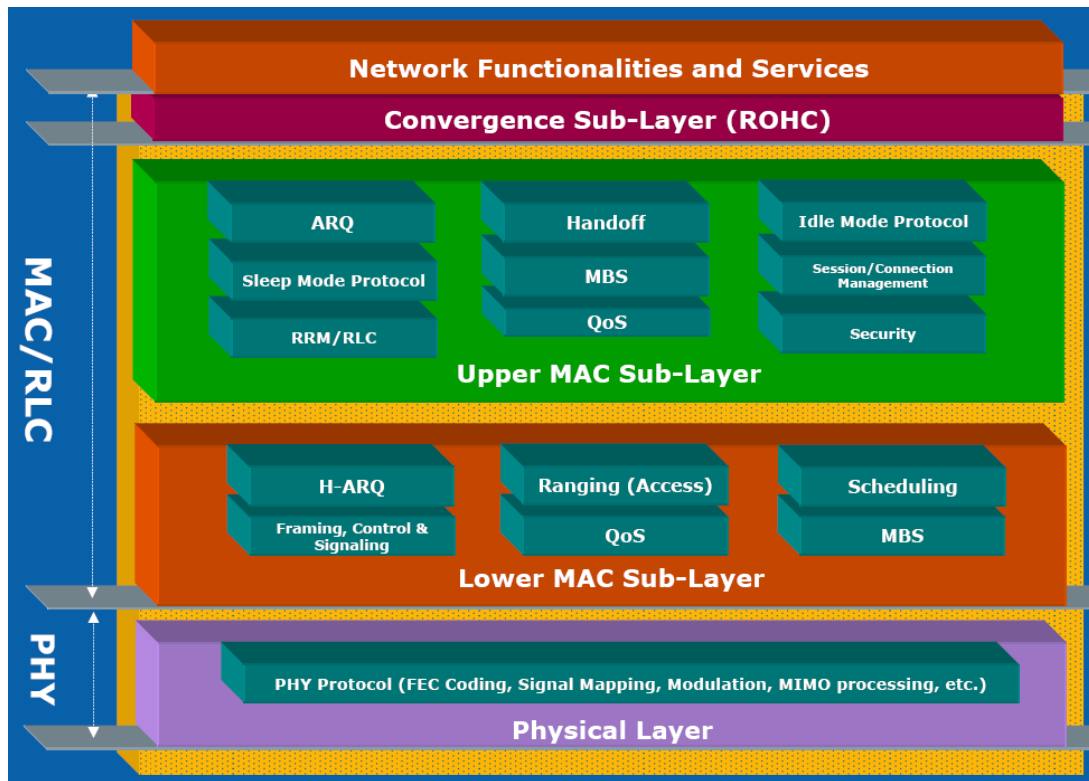 Network Functionalities and Services
Convergence Sub-Layer (ROHC)
ARQ
Handoff
Idle Mode Protocol
Sleep Mode Protocol
MBS
Session/Connection
Management
RRM/RLC
QoS
Security
Upper MAC Sub-Layer
MAC/RLC
H-ARQ
Ranging (Access)
Scheduling
Framing, Control &
Signaling
QoS
MBS
Lower MAC Sub-Layer
PHY
PHY Protocol (FEC Coding, Signal Mapping, Modulation, MIMO processing, etc.)
Physical Layer